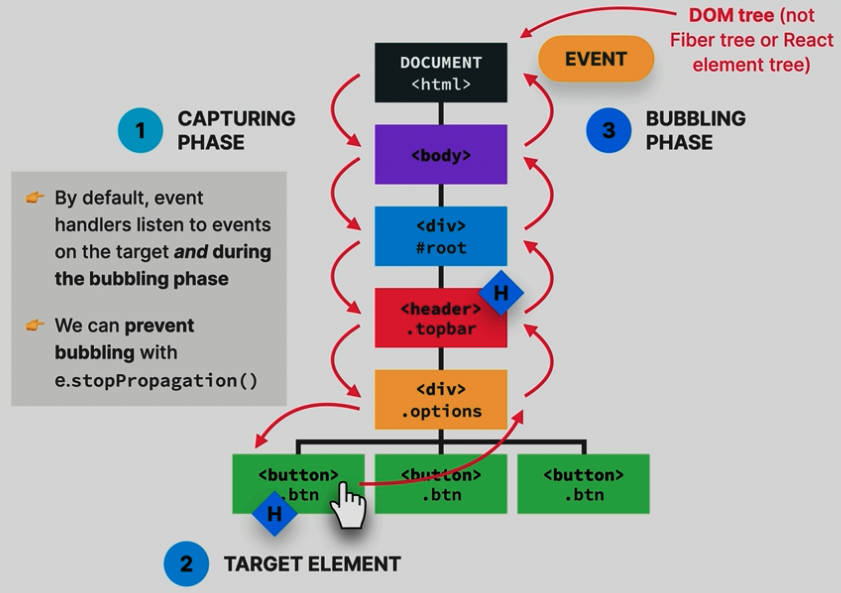 DOM tree (not
Fiber tree or React
element tree)
EVENT
DOCUMENT
<html>
1
CAPTURING
PHASE
3
BUBBLING
PHASE
<body>
👉 By default, event
handlers listen to events
on the target and during
the bubbling phase
<div>
#root
H
<header>
.topbar
👉 We can prevent
bubbling with
e.stopPropagation()
<div>
.options
<button>
.btn
<button>
.btn
<button>
.btn
H
2
TARGET ELEMENT